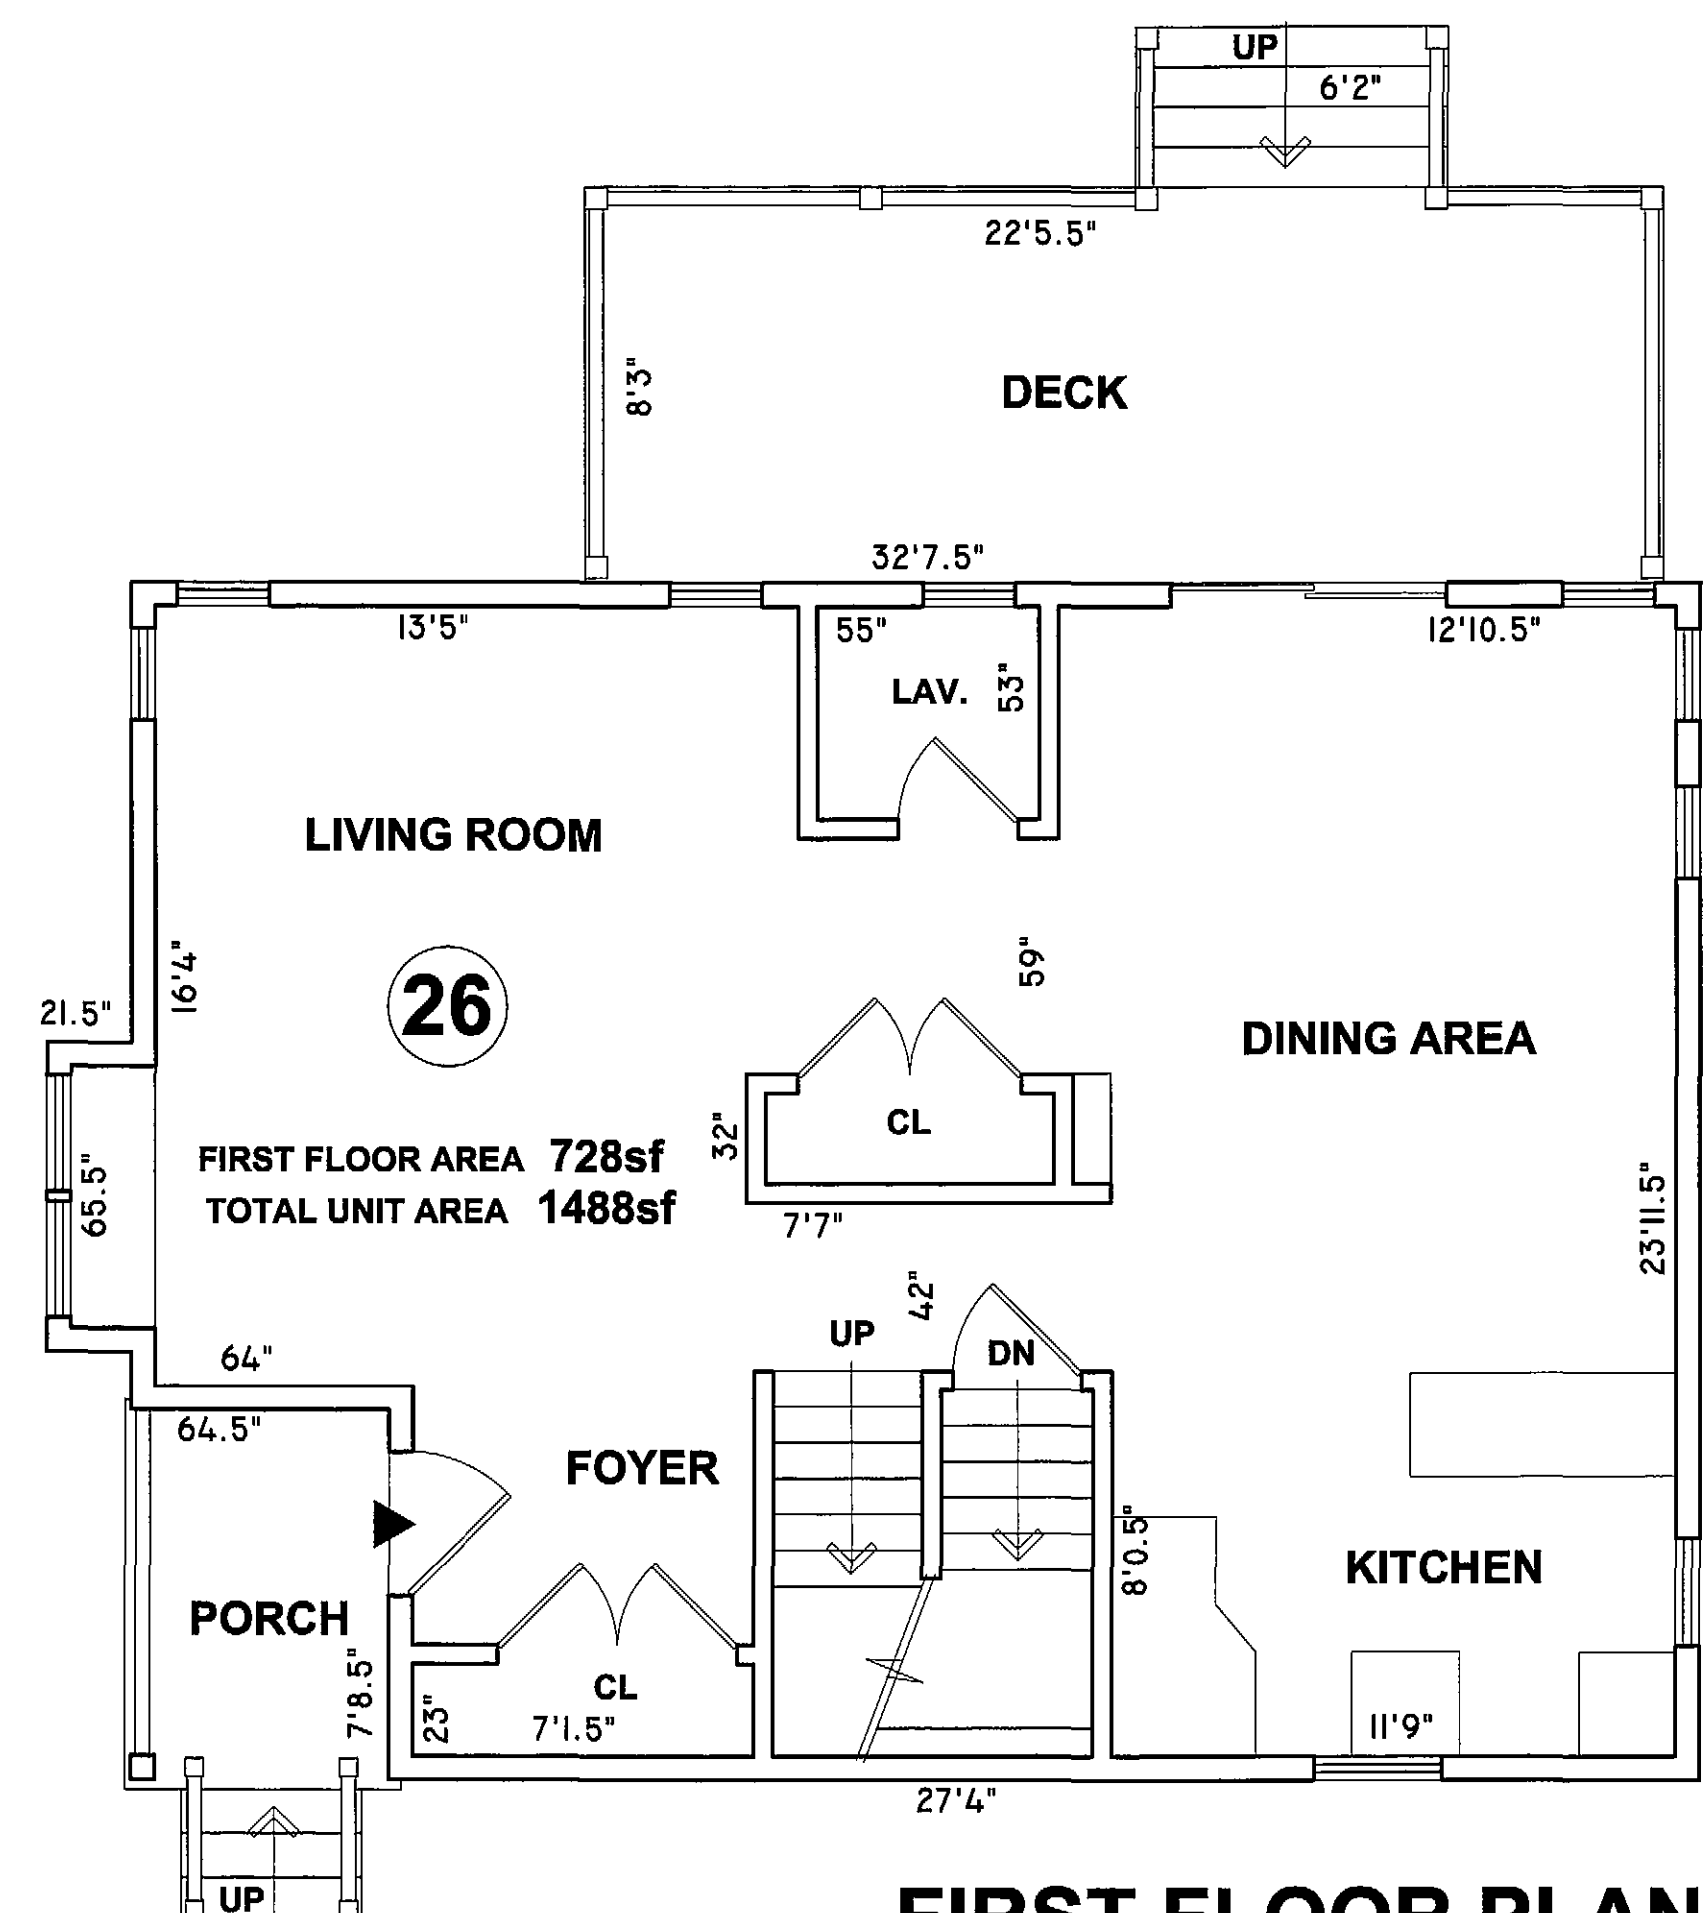 UP
6'2"
22'5.5"
8'3"
DECK
32'7.5"
13'5"
55"
12'10.5"
LAV.
53"
LIVING ROOM
16'4"
59"
21.5"
26
DINING AREA
32"
CL
FIRST FLOOR AREA 728sf
TOTAL UNIT AREA 1488sf
65.5"
7'7"
23'11.5"
42"
UP
DN
64"
64.5"
FOYER
8'0.5"
KITCHEN
PORCH
7'8.5"
CL
23"
7'1.5"
11'9"
27'4"
UP
FIRST FLOOR PLAN